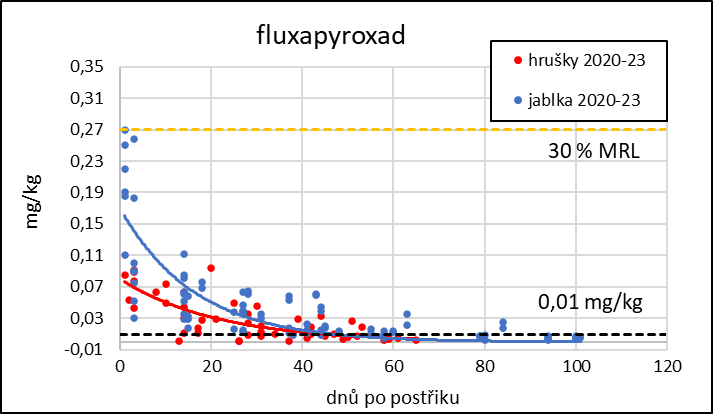 fluxapyroxad
hrušky 2020-23
jablka 2020-23
0,35
0,31
0,27
0,23
0,19
0,15
0,11
0,07
0,03
-0,01
mg/kg
30 % MRL
0,01 mg/kg
0
20
40
60
80
100
120
dnů po postřiku